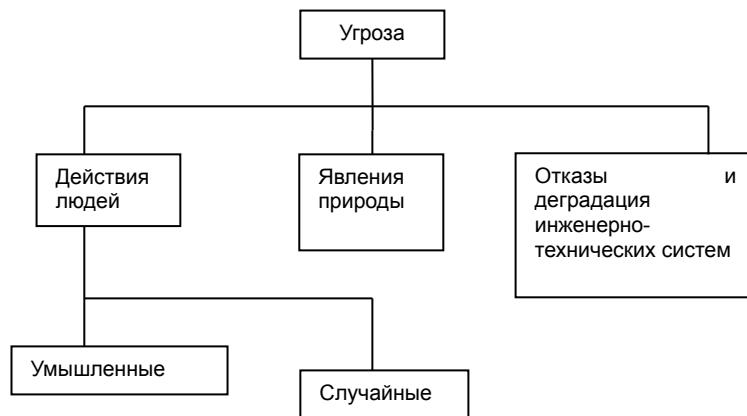 Угроза
Действия
людей
Явления
природы
Отказы и
деградация
инженерно-
технических систем
Умышленные
Случайные